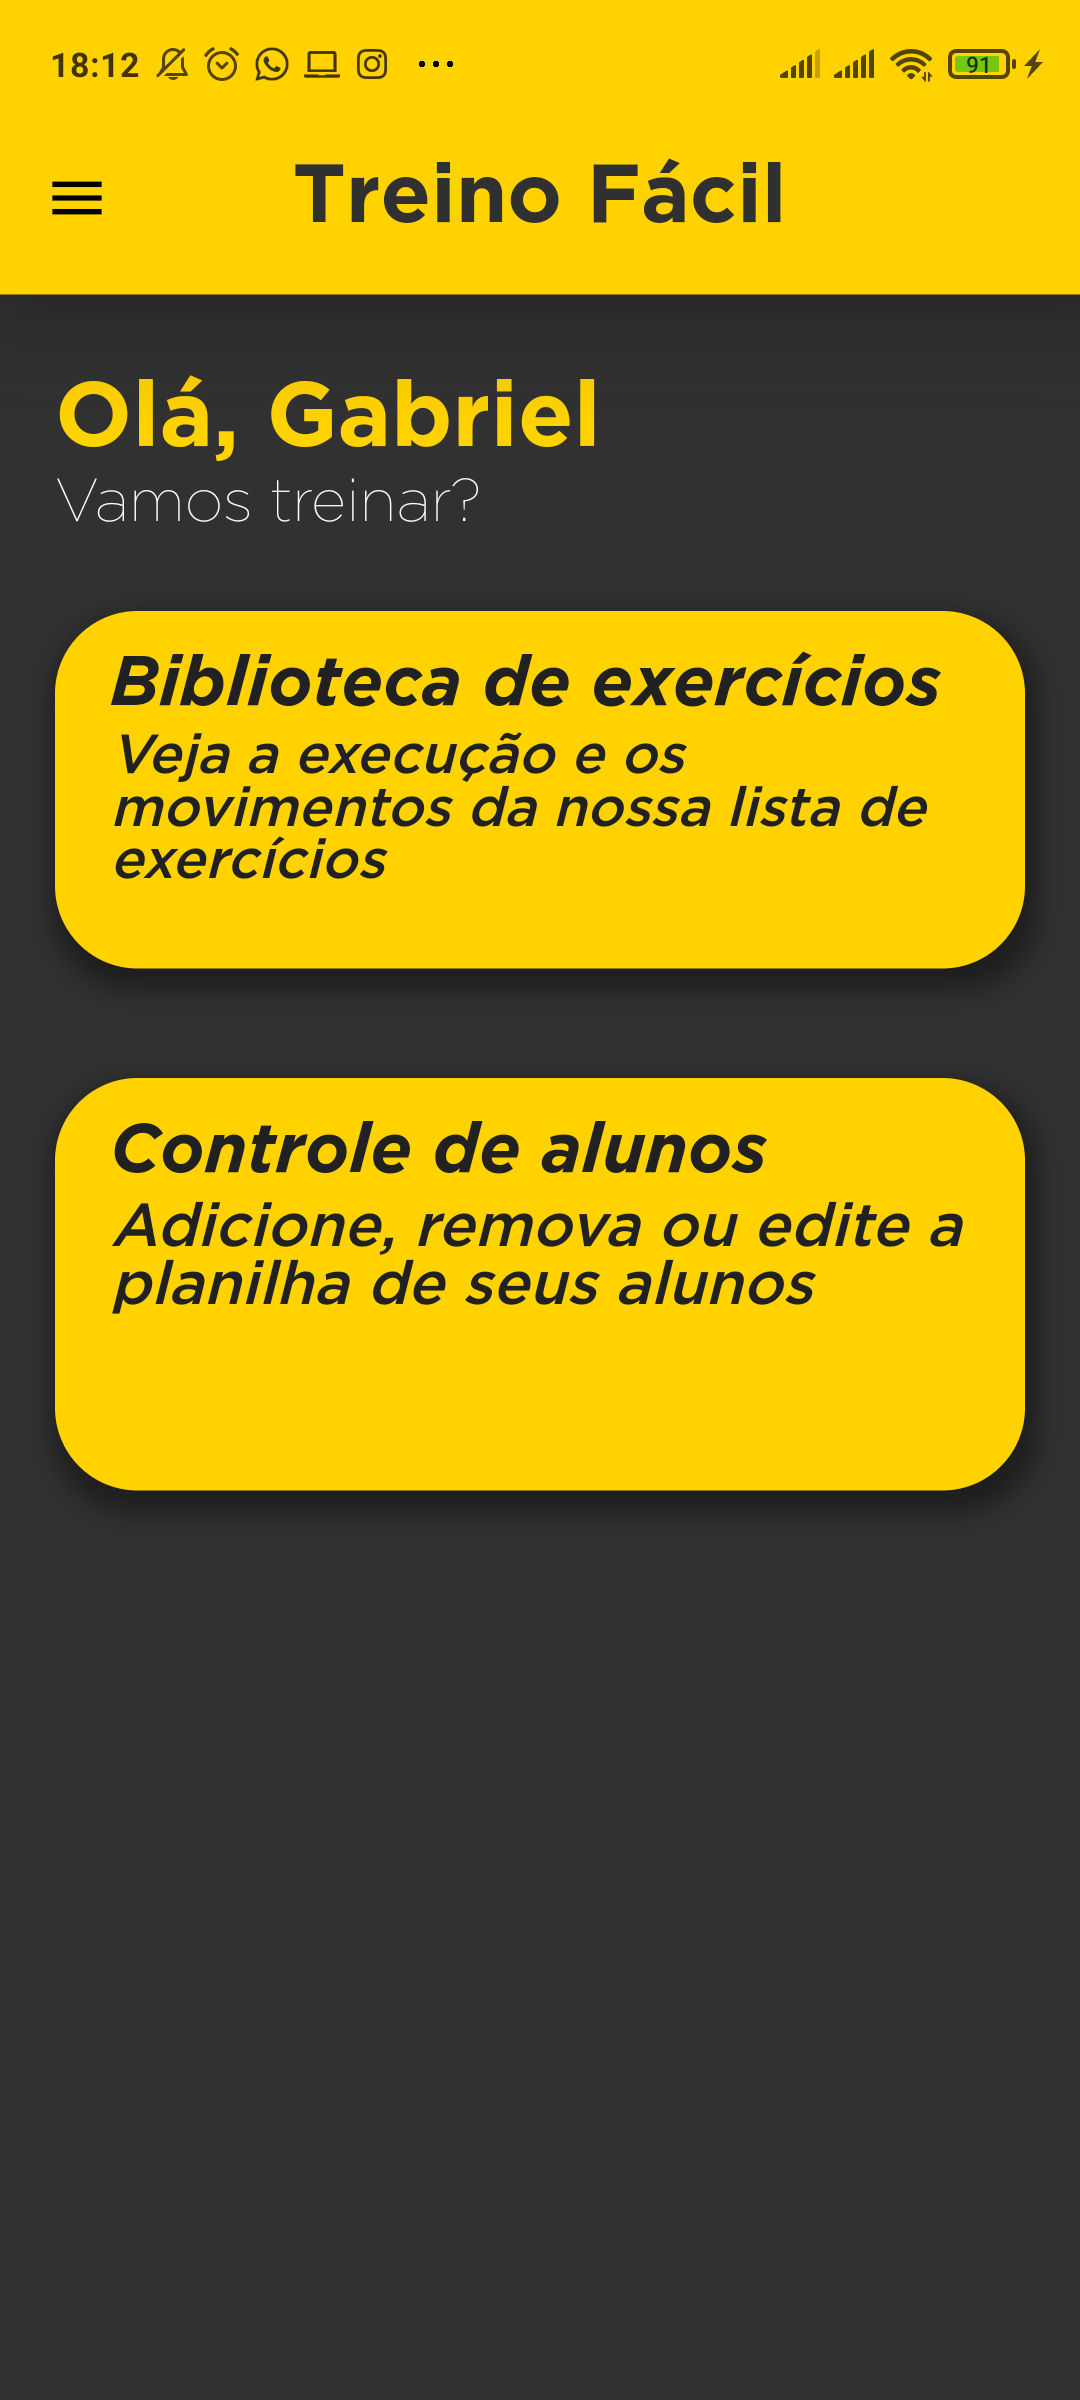 18:12
91
Treino Fácil
Olá, Gabriel
Vamos treinar?
Biblioteca de exercícios
Veja a execução e os
movimentos da nossa lista de
exercícios
Controle de alunos
Adicione, remova ou edite a
planilha de seus alunos